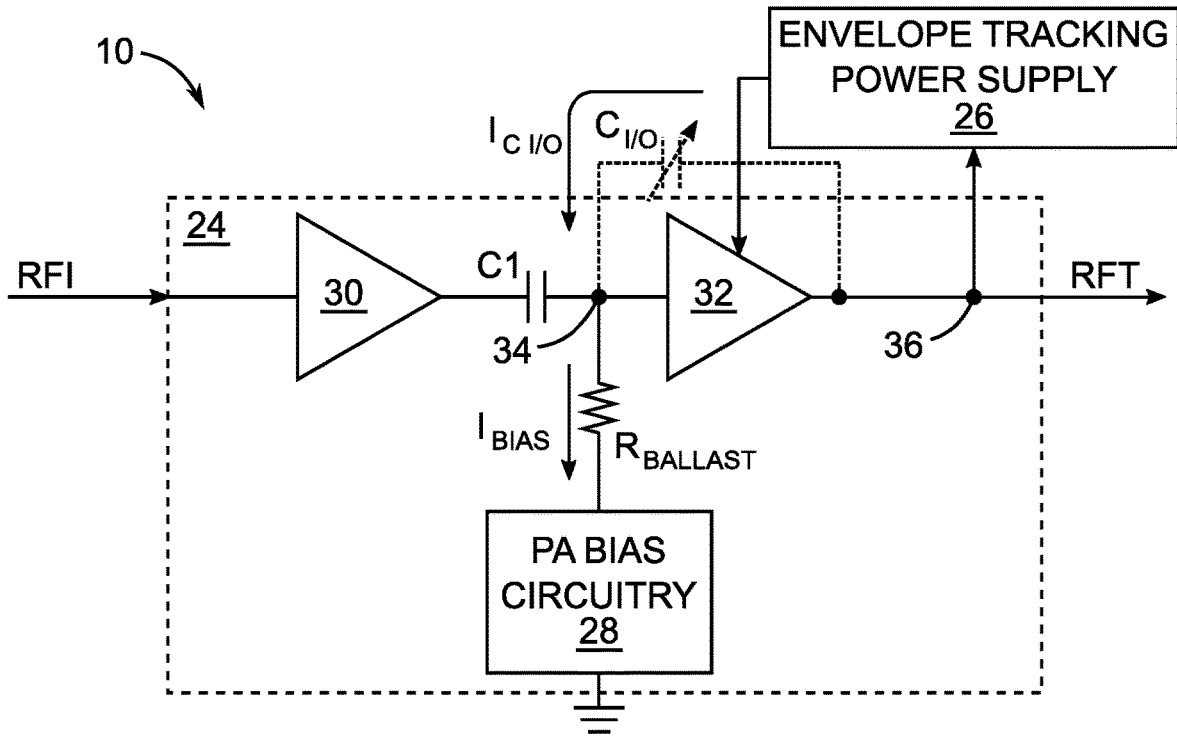 10
ENVELOPE TRACKING
POWER SUPPLY
26
I C I/O
C I/O
24
RFI
30
C1
34
32
36
RFT
I BIAS
R BALLAST
PA BIAS
CIRCUITRY
28